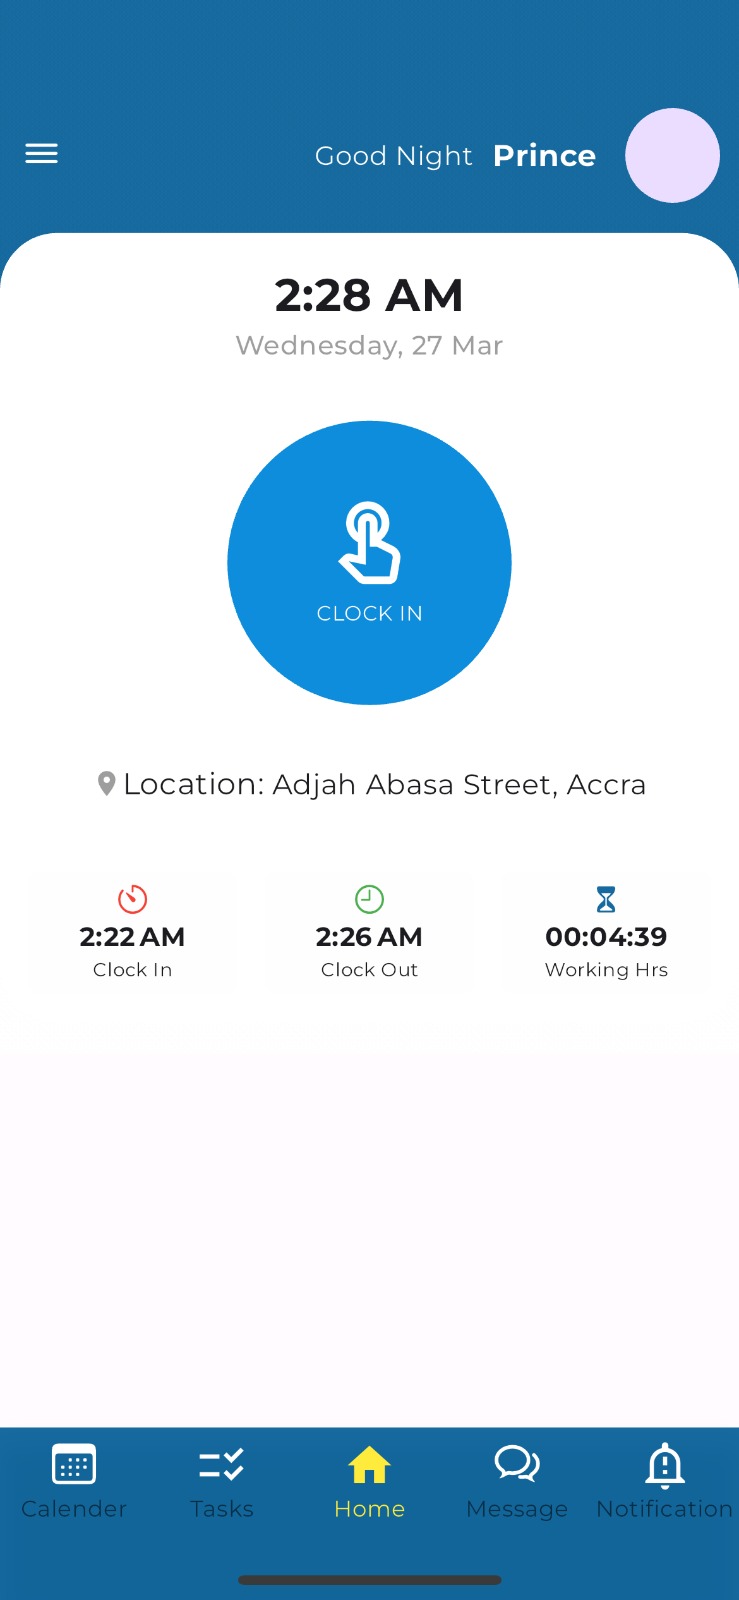 Good Night Prince
2:28 AM
Wednesday, 27 Mar
CLOCK IN
Location: Adjah Abasa Street, Accra
2:22 AM 2:26 AM 00:04:39
Clock In Clock Out Working Hrs
Calender Tasks Home Message Notification